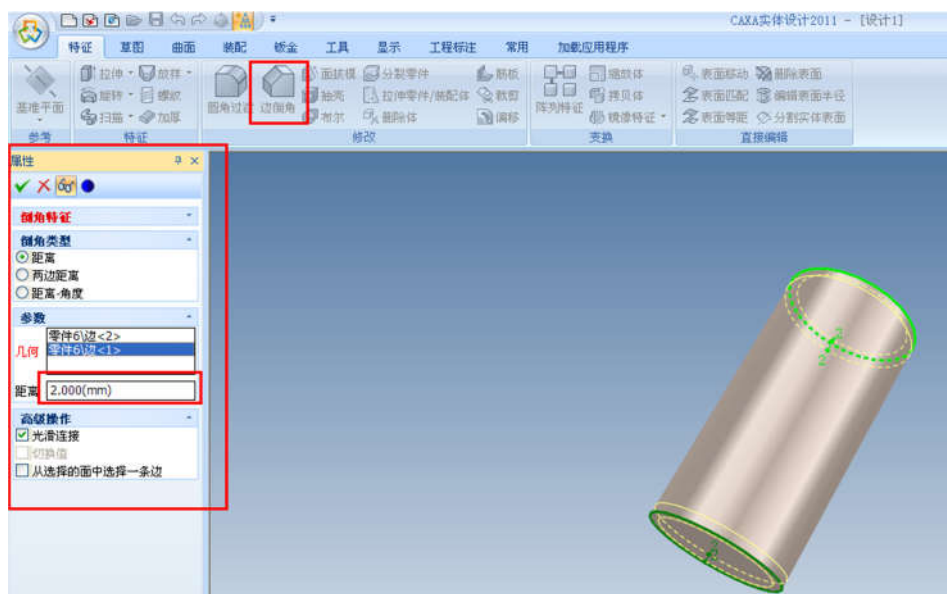 CAXA实体设计2011 - [设计1]
特征 草图 曲面 装配 钣金 工具 显示 工程标注 常用 加载应用程序
拉伸 放样 面拔模 分裂零件 筋板 缩放体 表面移动 删除表面
基准平面 旋转 螺纹 圆角过渡 边倒角 抽壳 拉伸零件/装配体 裁剪 阵列特征 拷贝体 表面匹配 编辑表面半径
扫描 加厚 布尔 删除体 偏移 镜像特征 表面等距 分割实体表面
参考 特征 修改 变换 直接编辑
属性
倒角特征
倒角类型
距离
两边距离
距离-角度
参数
零件6\边<2>
几何 零件6\边<1>
距离 2.000(mm)
高级操作
光滑连接
切换值
从选择的面中选择一条边
2
2
2